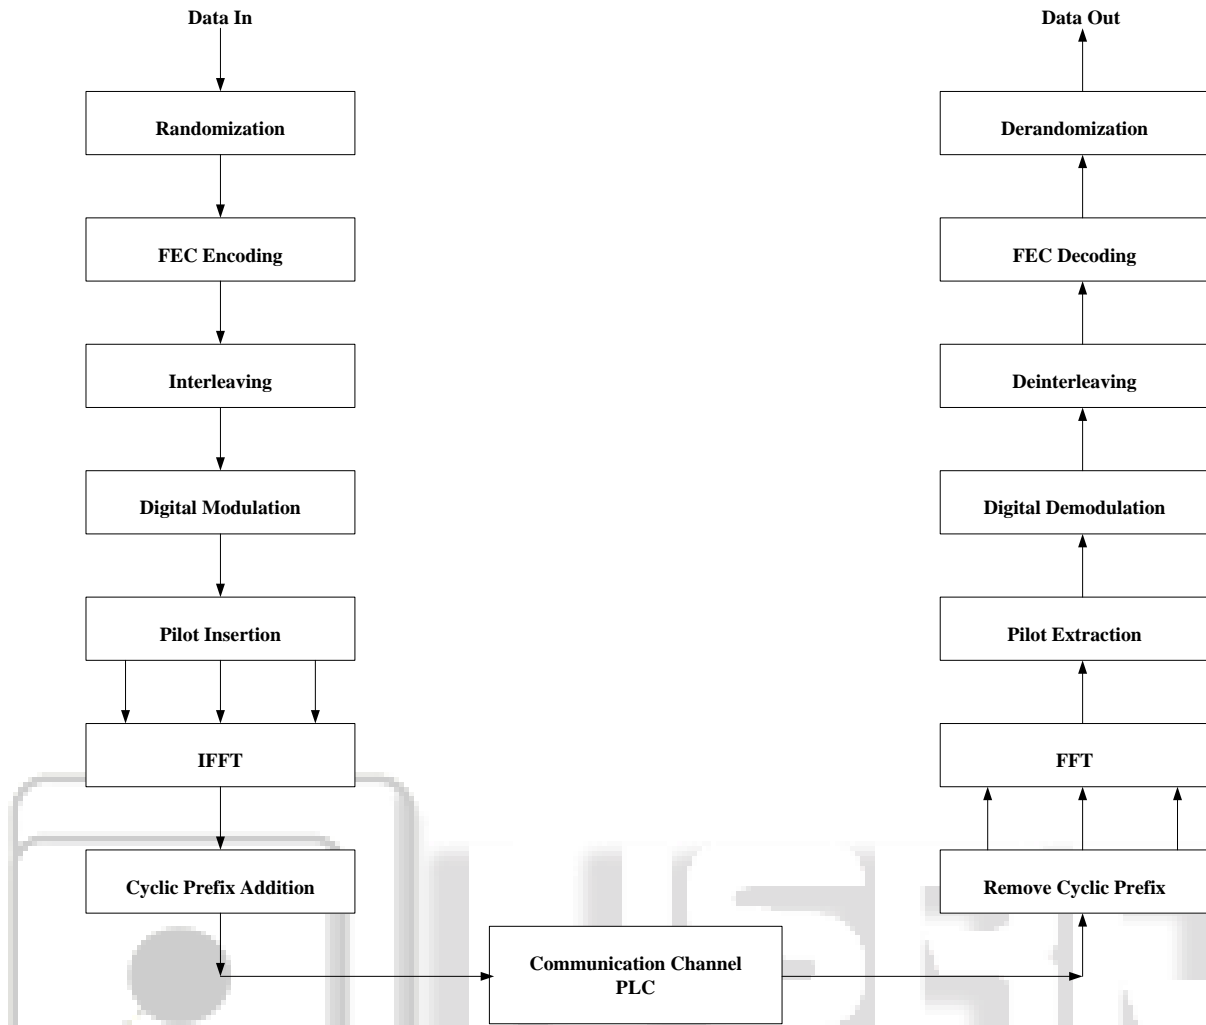 Data In
Randomization
FEC Encoding
Interleaving
Digital Modulation
Pilot Insertion
IFFT
Cyclic Prefix Addition
Communication Channel
PLC
Data Out
Derandomization
FEC Decoding
Deinterleaving
Digital Demodulation
Pilot Extraction
FFT
Remove Cyclic Prefix